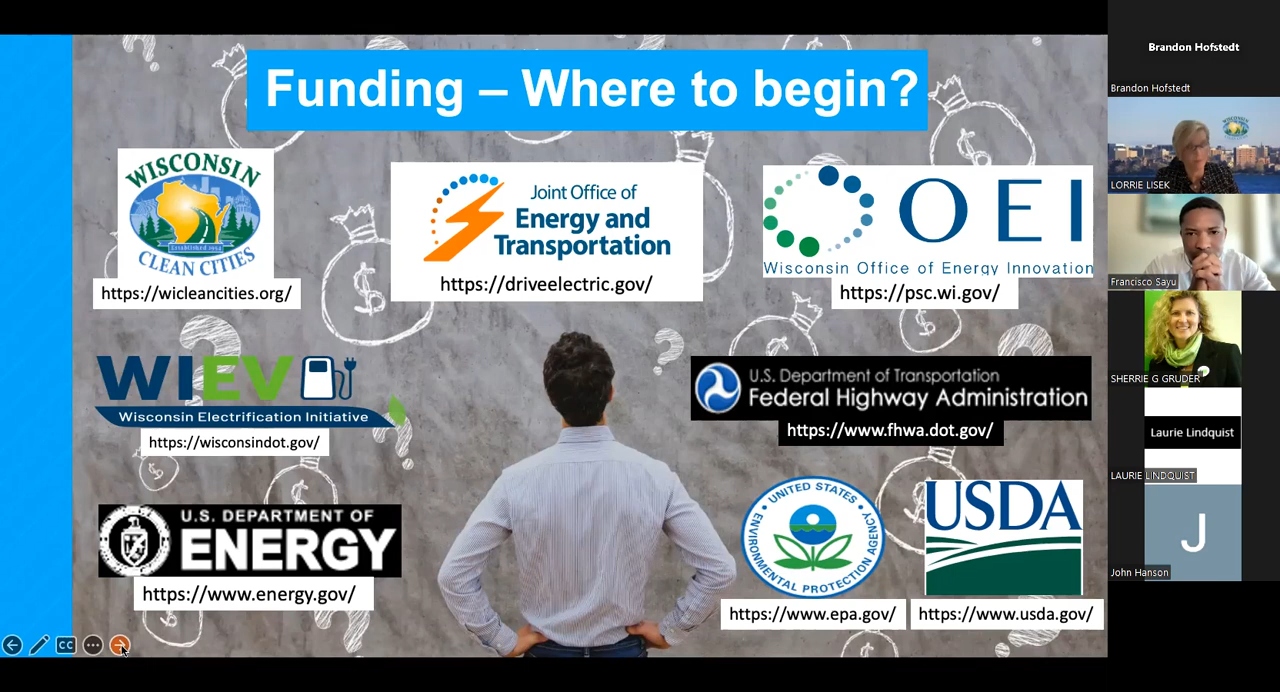 Funding – Where to begin?
WISCONSIN
Established 1994
CLEAN CITIES
https://wicleancities.org/
Joint Office of
Energy and
Transportation
https://driveelectric.gov/
OEI
Wisconsin Office of Energy Innovation
https://psc.wi.gov/
WIEV
Wisconsin Electrification Initiative
https://wisconsindot.gov/
U.S. Department of Transportation
Federal Highway Administration
https://www.fhwa.dot.gov/
U.S. DEPARTMENT OF
ENERGY
https://www.energy.gov/
UNITED STATES
ENVIRONMENTAL PROTECTION AGENCY
https://www.epa.gov/
USDA
https://www.usda.gov/
CC
Brandon Hofstedt
Brandon Hofstedt
LORRIE LISEK
Francisco Sayu
SHERRIE G GRUDER
Laurie Lindquist
LAURIE LINDQUIST
J
John Hanson